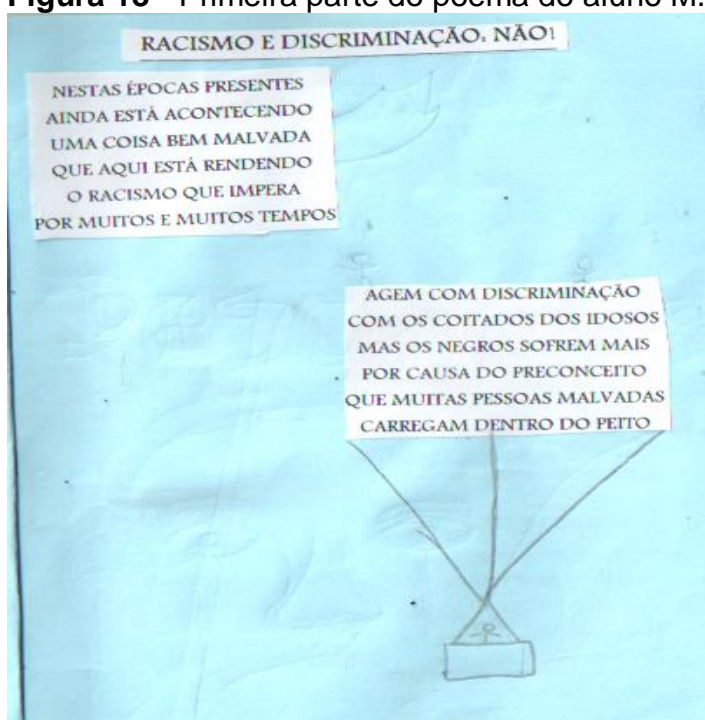 Figura 18 - Primeira parte do poema do aluno M.
RACISMO E DISCRIMINAÇÃO: NÃO!
NESTAS ÉPOCAS PRESENTES
AINDA ESTÁ ACONTECENDO
UMA COISA BEM MALVADA
QUE AQUI ESTÁ RENDENDO
O RACISMO QUE IMPERA
POR MUITOS E MUITOS TEMPOS
AGEM COM DISCRIMINAÇÃO
COM OS COITADOS DOS IDOSOS
MAS OS NEGROS SOFREM MAIS
POR CAUSA DO PRECONCEITO
QUE MUITAS PESSOAS MALVADAS
CARREGAM DENTRO DO PEITO